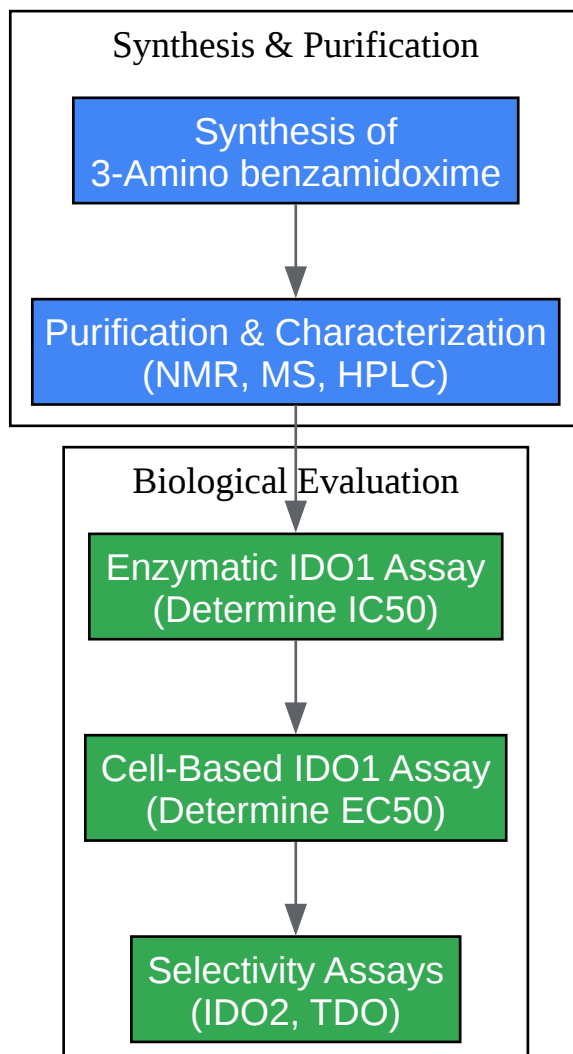 Synthesis & Purification
Synthesis of
3-Amino benzamidoxime
Purification & Characterization
(NMR, MS, HPLC)
Biological Evaluation
Enzymatic IDO1 Assay
(Determine IC50)
Cell-Based IDO1 Assay
(Determine EC50)
Selectivity Assays
(IDO2, TDO)